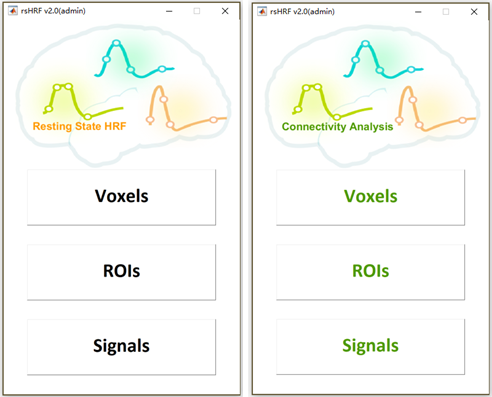 rsHRF v2.0(admin)
Resting State HRF
Voxels
ROIs
Signals
rsHRF v2.0(admin)
Connectivity Analysis
Voxels
ROIs
Signals